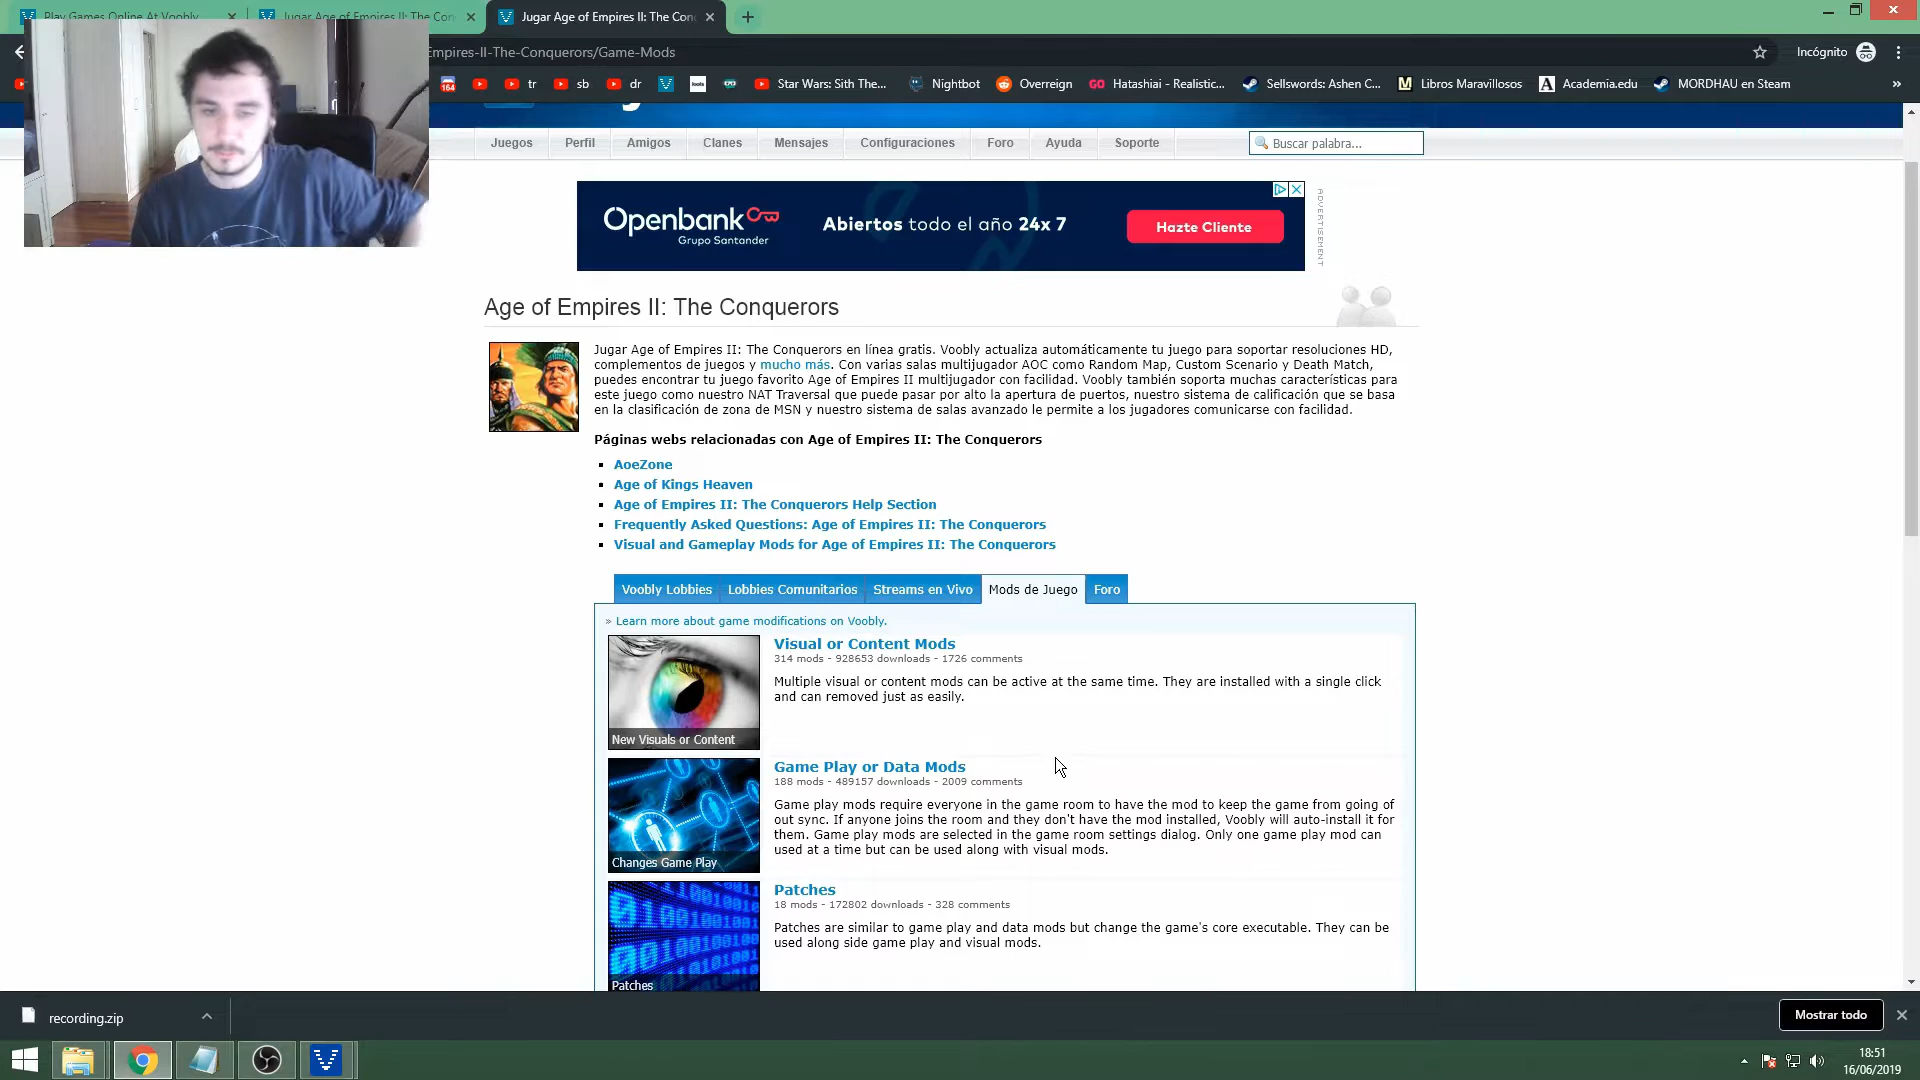 Play Games Online At Voobly
Jugar Age of Empires II: The Con
Jugar Age of Empires II: The Con
Empires-II-The-Conquerors/Game-Mods
Incógnito
164
tr
sb
dr
Star Wars: Sith The...
Nightbot
Overreign
GO
Hatashiai - Realistic...
Sellswords: Ashen C...
M
Libros Maravillosos
A
Academia.edu
MORDHAU en Steam
»
Juegos
Perfil
Amigos
Clanes
Mensajes
Configuraciones
Foro
Ayuda
Soporte
Buscar palabra...
Openbank
Grupo Santander
Abiertos todo el año 24x7
Hazte Cliente
ADVERTISEMENT
Age of Empires II: The Conquerors
Jugar Age of Empires II: The Conquerors en línea gratis. Voobly actualiza automáticamente tu juego para soportar resoluciones HD,
complementos de juegos y mucho más. Con varias salas multijugador AOC como Random Map, Custom Scenario y Death Match,
puedes encontrar tu juego favorito Age of Empires II multijugador con facilidad. Voobly también soporta muchas características para
este juego como nuestro NAT Traversal que puede pasar por alto la apertura de puertos, nuestro sistema de calificación que se basa
en la clasificación de zona de MSN y nuestro sistema de salas avanzado le permite a los jugadores comunicarse con facilidad.
Páginas webs relacionadas con Age of Empires II: The Conquerors
AoeZone
Age of Kings Heaven
Age of Empires II: The Conquerors Help Section
Frequently Asked Questions: Age of Empires II: The Conquerors
Visual and Gameplay Mods for Age of Empires II: The Conquerors
Voobly Lobbies
Lobbies Comunitarios
Streams en Vivo
Mods de Juego
Foro
» Learn more about game modifications on Voobly.
Visual or Content Mods
314 mods - 928653 downloads - 1726 comments
Multiple visual or content mods can be active at the same time. They are installed with a single click
and can removed just as easily.
New Visuals or Content
Game Play or Data Mods
188 mods - 489157 downloads - 2009 comments
Game play mods require everyone in the game room to have the mod to keep the game from going of
out sync. If anyone joins the room and they don't have the mod installed, Voobly will auto-install it for
them. Game play mods are selected in the game room settings dialog. Only one game play mod can
used at a time but can be used along with visual mods.
Changes Game Play
Patches
18 mods - 172802 downloads - 328 comments
Patches are similar to game play and data mods but change the game's core executable. They can be
used along side game play and visual mods.
Patches
recording.zip
Mostrar todo
18:51
16/06/2019